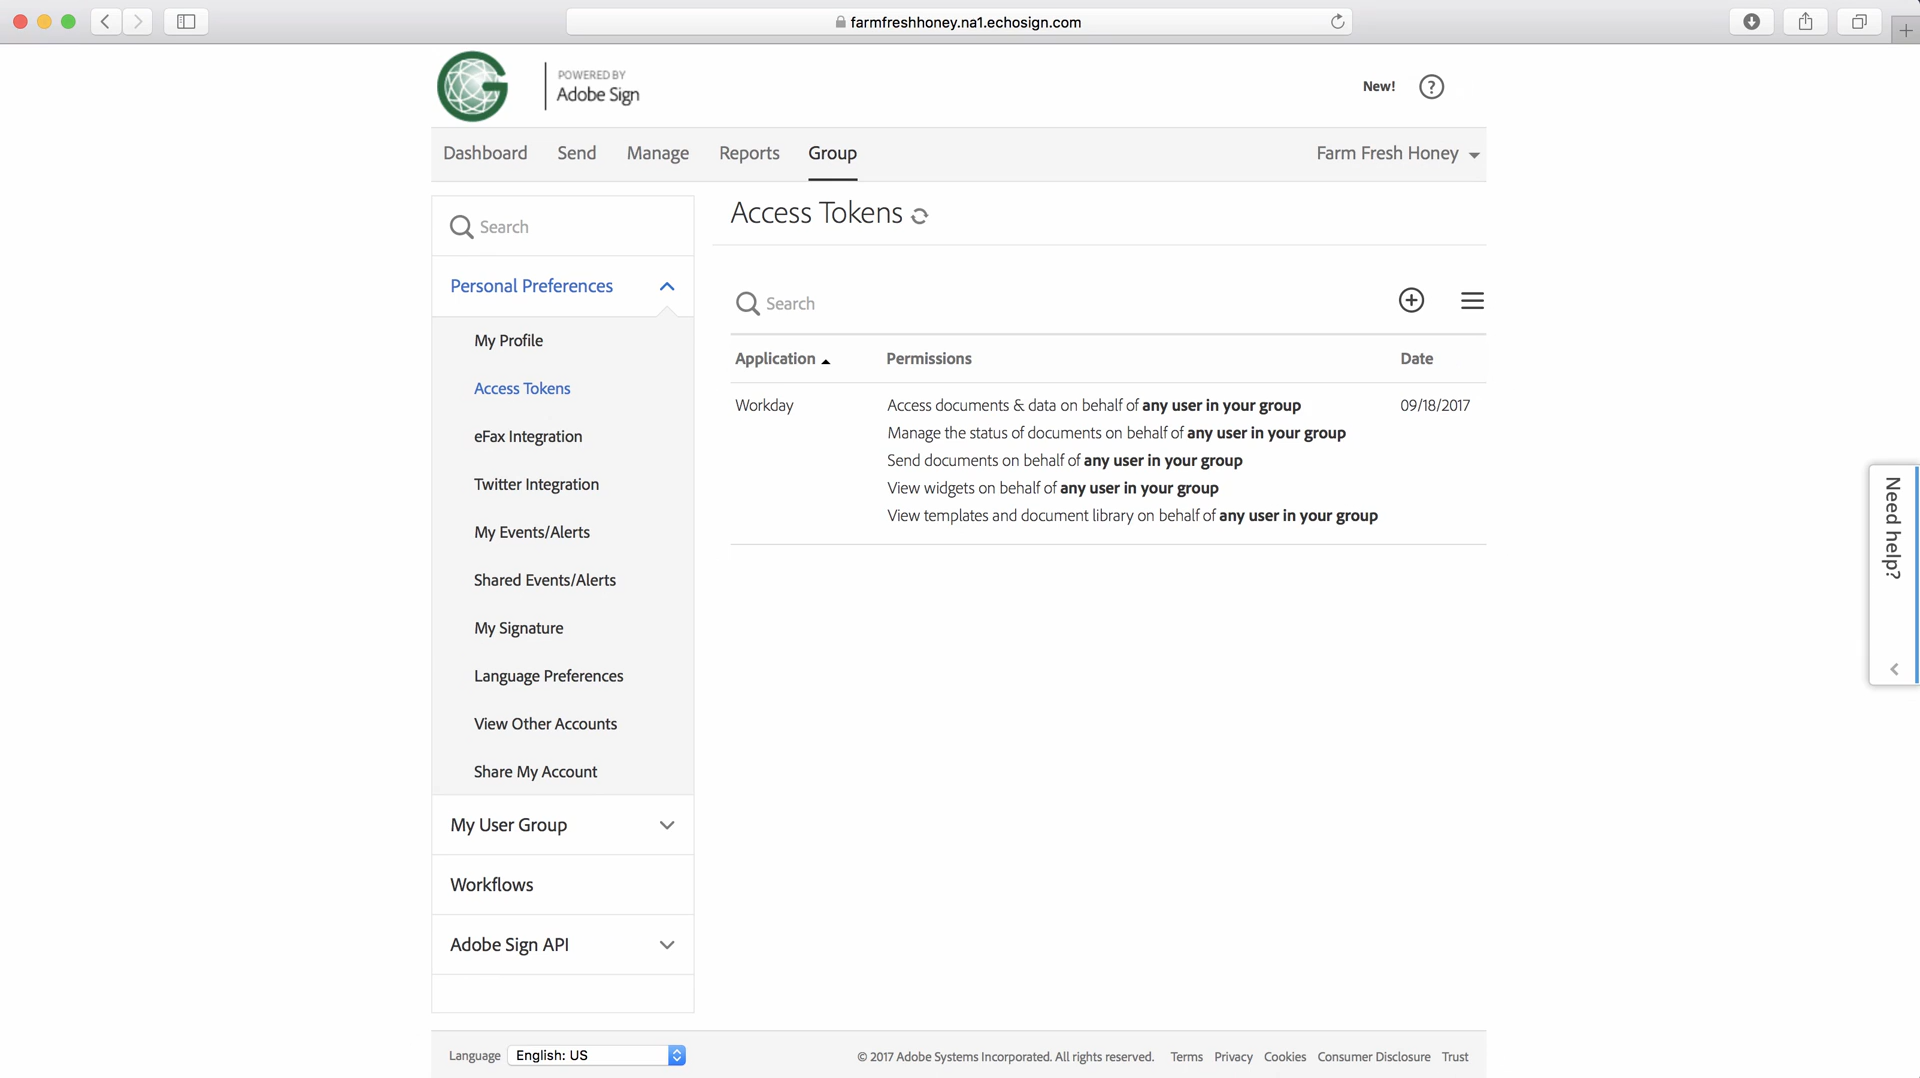 farmfreshhoney.na1.echosign.com
POWERED BY
Adobe Sign
New!
?
Dashboard Send Manage Reports Group Farm Fresh Honey
Search
Personal Preferences
My Profile
Access Tokens
eFax Integration
Twitter Integration
My Events/Alerts
Shared Events/Alerts
My Signature
Language Preferences
View Other Accounts
Share My Account
My User Group
Workflows
Adobe Sign API
Access Tokens
Search
Application Permissions Date
Workday Access documents & data on behalf of any user in your group 09/18/2017
Manage the status of documents on behalf of any user in your group
Send documents on behalf of any user in your group
View widgets on behalf of any user in your group
View templates and document library on behalf of any user in your group
Need help?
Language English: US
© 2017 Adobe Systems Incorporated. All rights reserved. Terms Privacy Cookies Consumer Disclosure Trust